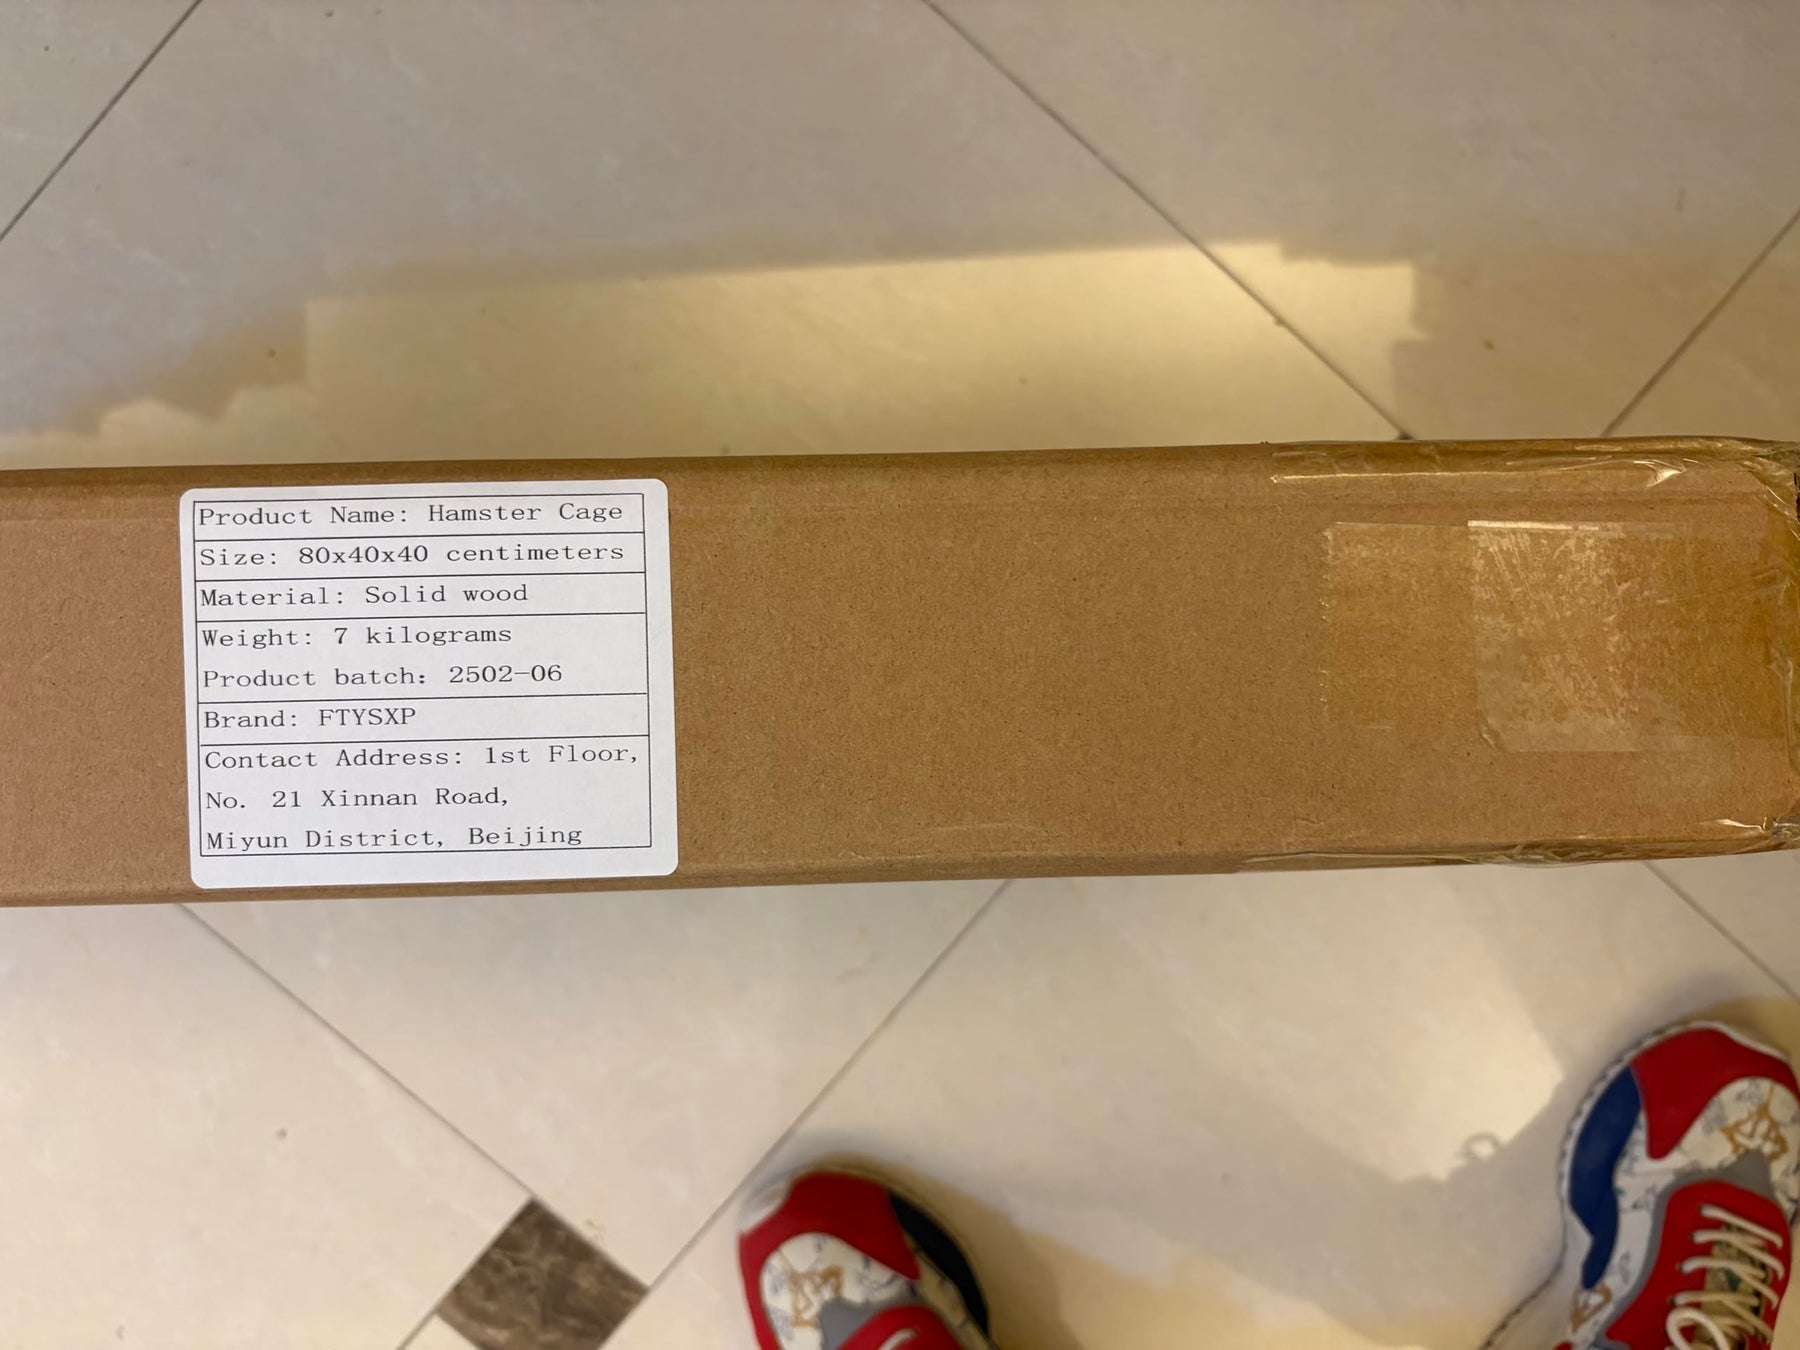 Product Name: Hamster Cage
Size: 80x40x40 centimeters
Material: Solid wood
Weight: 7 kilograms
Product batch: 2502-06
Brand: FTYSXP
Contact Address: 1st Floor,
No. 21 Xinnan Road,
Miyun District, Beijing